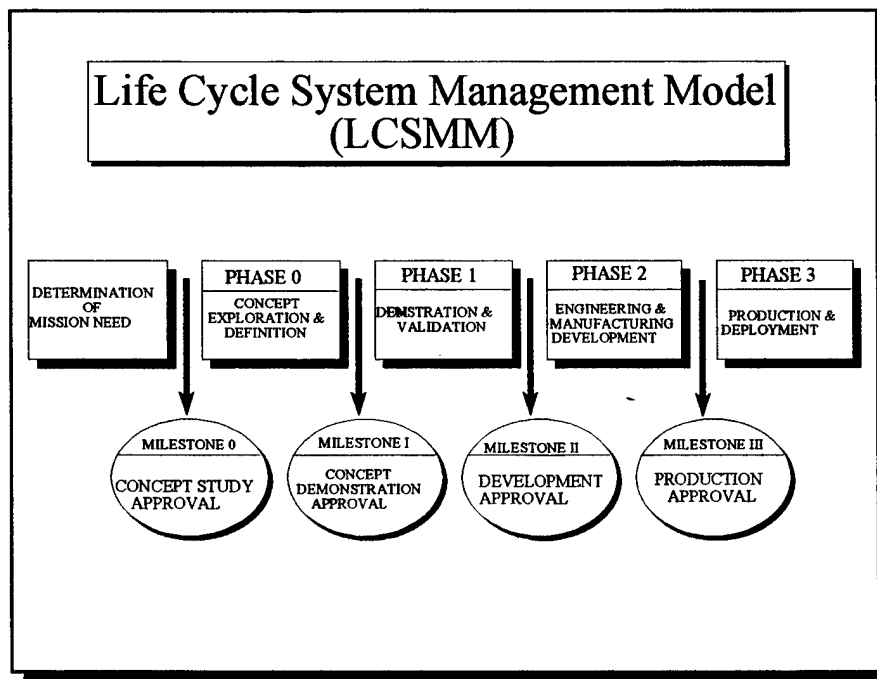 Life Cycle System Management Model
(LCSMM)
DETERMINATION
OF
MISSION NEED
PHASE 0
CONCEPT
EXPLORATION &
DEFINITION
PHASE 1
DEMSTRATION &
VALIDATION
PHASE 2
ENGINEERING &
MANUFACTURING
DEVELOPMENT
PHASE 3
PRODUCTION &
DEPLOYMENT
MILESTONE 0
CONCEPT STUDY
APPROVAL
MILESTONE I
CONCEPT
DEMONSTRATION
APPROVAL
MILESTONE II
DEVELOPMENT
APPROVAL
MILESTONE III
PRODUCTION
APPROVAL